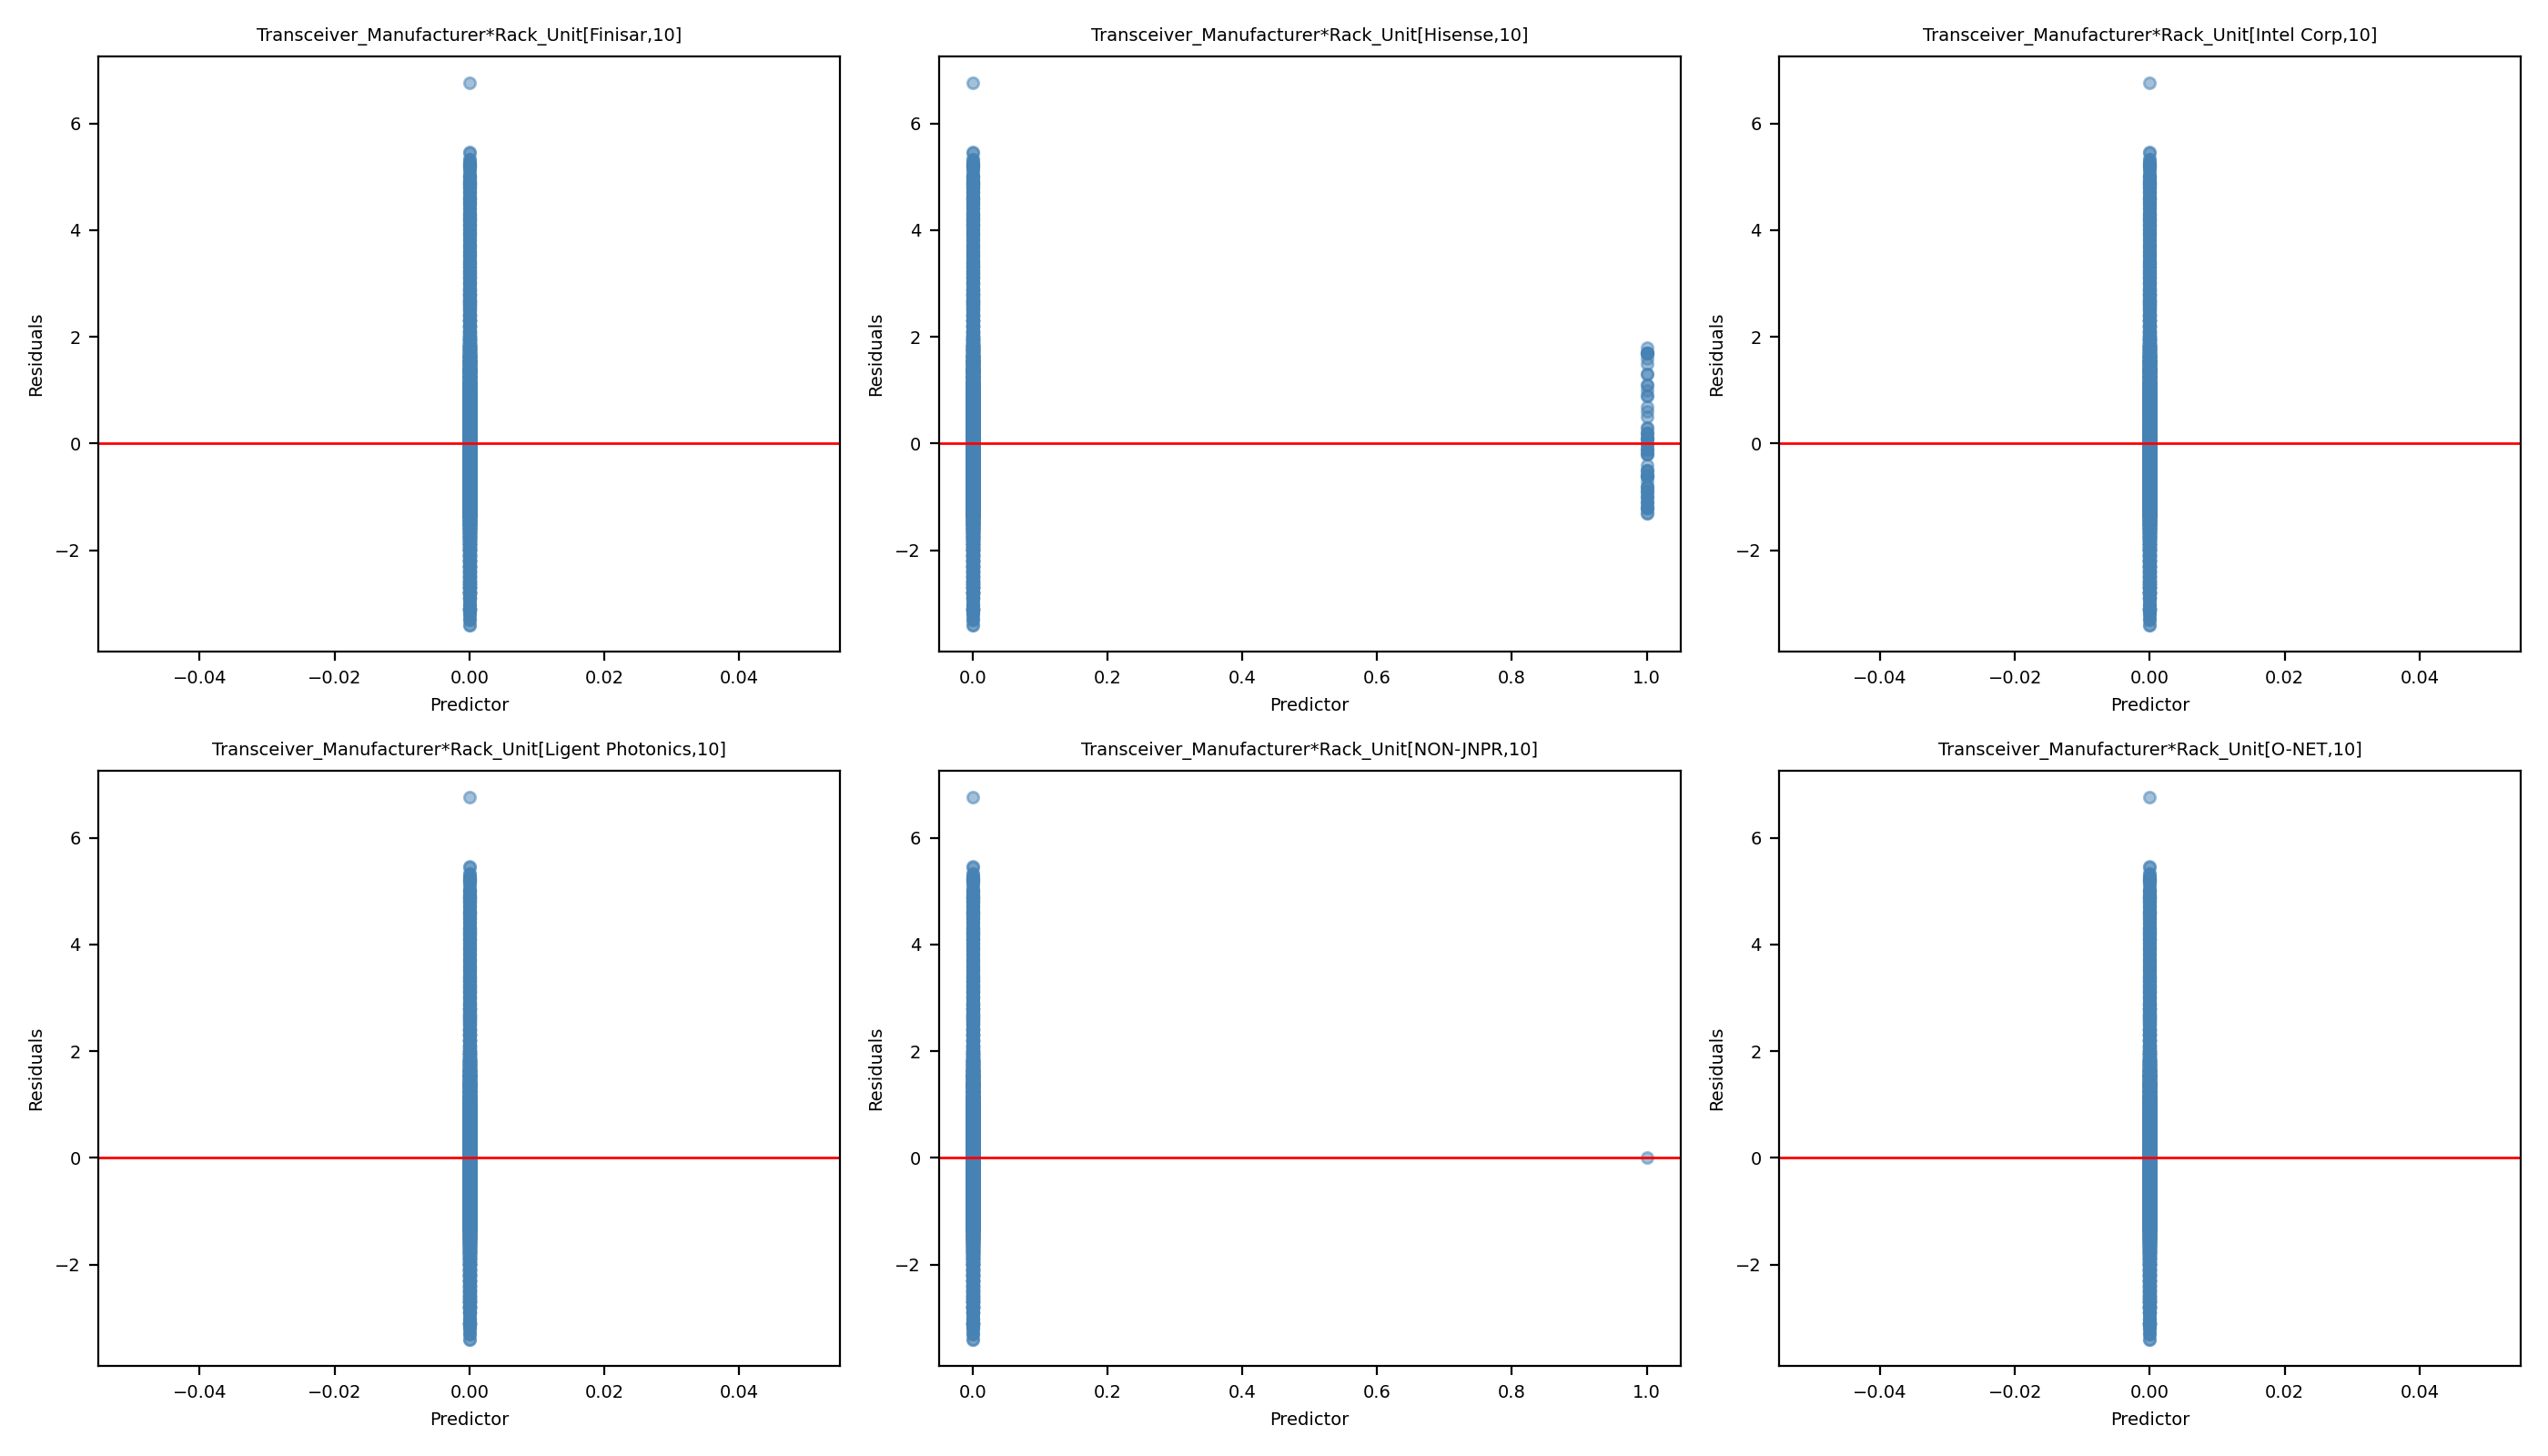 Transceiver_Manufacturer*Rack_Unit[Finisar,10]
6
4
2
0
−2
Residuals
−0.04 −0.02 0.00 0.02 0.04
Predictor
Transceiver_Manufacturer*Rack_Unit[Hisense,10]
6
4
2
0
−2
Residuals
0.0 0.2 0.4 0.6 0.8 1.0
Predictor
Transceiver_Manufacturer*Rack_Unit[Intel Corp,10]
6
4
2
0
−2
Residuals
−0.04 −0.02 0.00 0.02 0.04
Predictor
Transceiver_Manufacturer*Rack_Unit[Ligent Photonics,10]
6
4
2
0
−2
Residuals
−0.04 −0.02 0.00 0.02 0.04
Predictor
Transceiver_Manufacturer*Rack_Unit[NON-JNPR,10]
6
4
2
0
−2
Residuals
0.0 0.2 0.4 0.6 0.8 1.0
Predictor
Transceiver_Manufacturer*Rack_Unit[O-NET,10]
6
4
2
0
−2
Residuals
−0.04 −0.02 0.00 0.02 0.04
Predictor